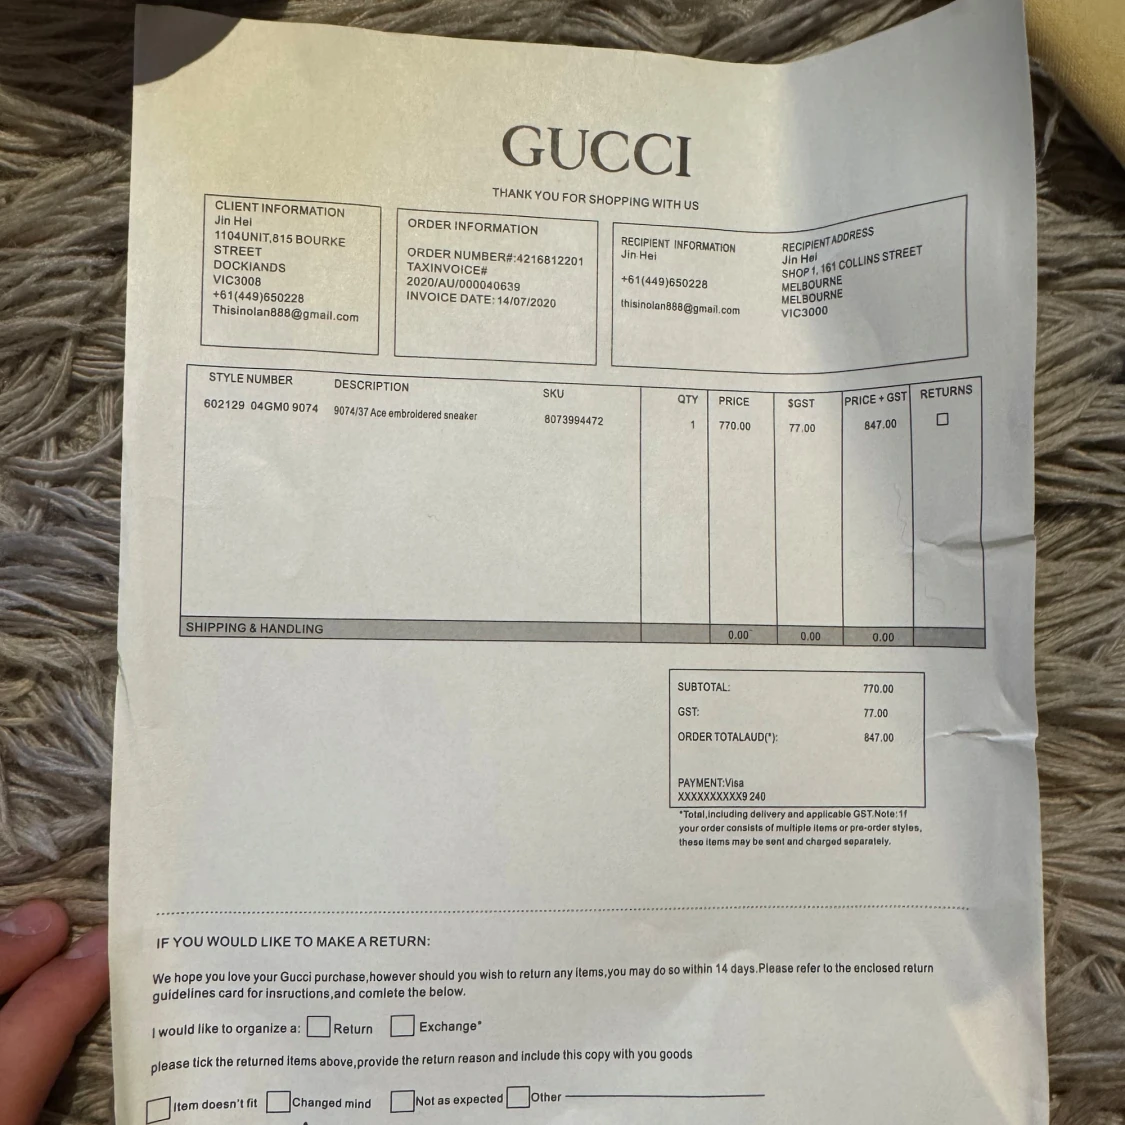 GUCCI
THANK YOU FOR SHOPPING WITH US
CLIENT INFORMATION
Jin Hei
1104UNIT,815 BOURKE
STREET
DOCKIANDS
VIC3008
+61(449)650228
Thisinolan888@gmail.com
ORDER INFORMATION
ORDER NUMBER#:4216812201
TAXINVOICE#
2020/AU/000040639
INVOICE DATE: 14/07/2020
RECIPIENT INFORMATION
Jin Hei
+61(449)650228
thisinolan888@gmail.com
RECIPIENT ADDRESS
Jin Hei
SHOP 1, 161 COLLINS STREET
MELBOURNE
MELBOURNE
VIC3000
STYLE NUMBER DESCRIPTION SKU QTY PRICE $GST PRICE + GST RETURNS
602129 04GM0 9074 9074/37 Ace embroidered sneaker 8073994472 1 770.00 77.00 847.00
SHIPPING & HANDLING 0.00 0.00 0.00
SUBTOTAL: 770.00
GST: 77.00
ORDER TOTALAUD(*): 847.00
PAYMENT:Visa
XXXXXXXXXX9 240
*Total,including delivery and applicable GST.Note:1f
your order consists of multiple items or pre-order styles,
these items may be sent and charged separately.
IF YOU WOULD LIKE TO MAKE A RETURN:
We hope you love your Gucci purchase,however should you wish to return any items,you may do so within 14 days.Please refer to the enclosed return
guidelines card for insructions,and comlete the below.
I would like to organize a: Return Exchange*
please tick the returned items above,provide the return reason and include this copy with you goods
Item doesn't fit Changed mind Not as expected Other